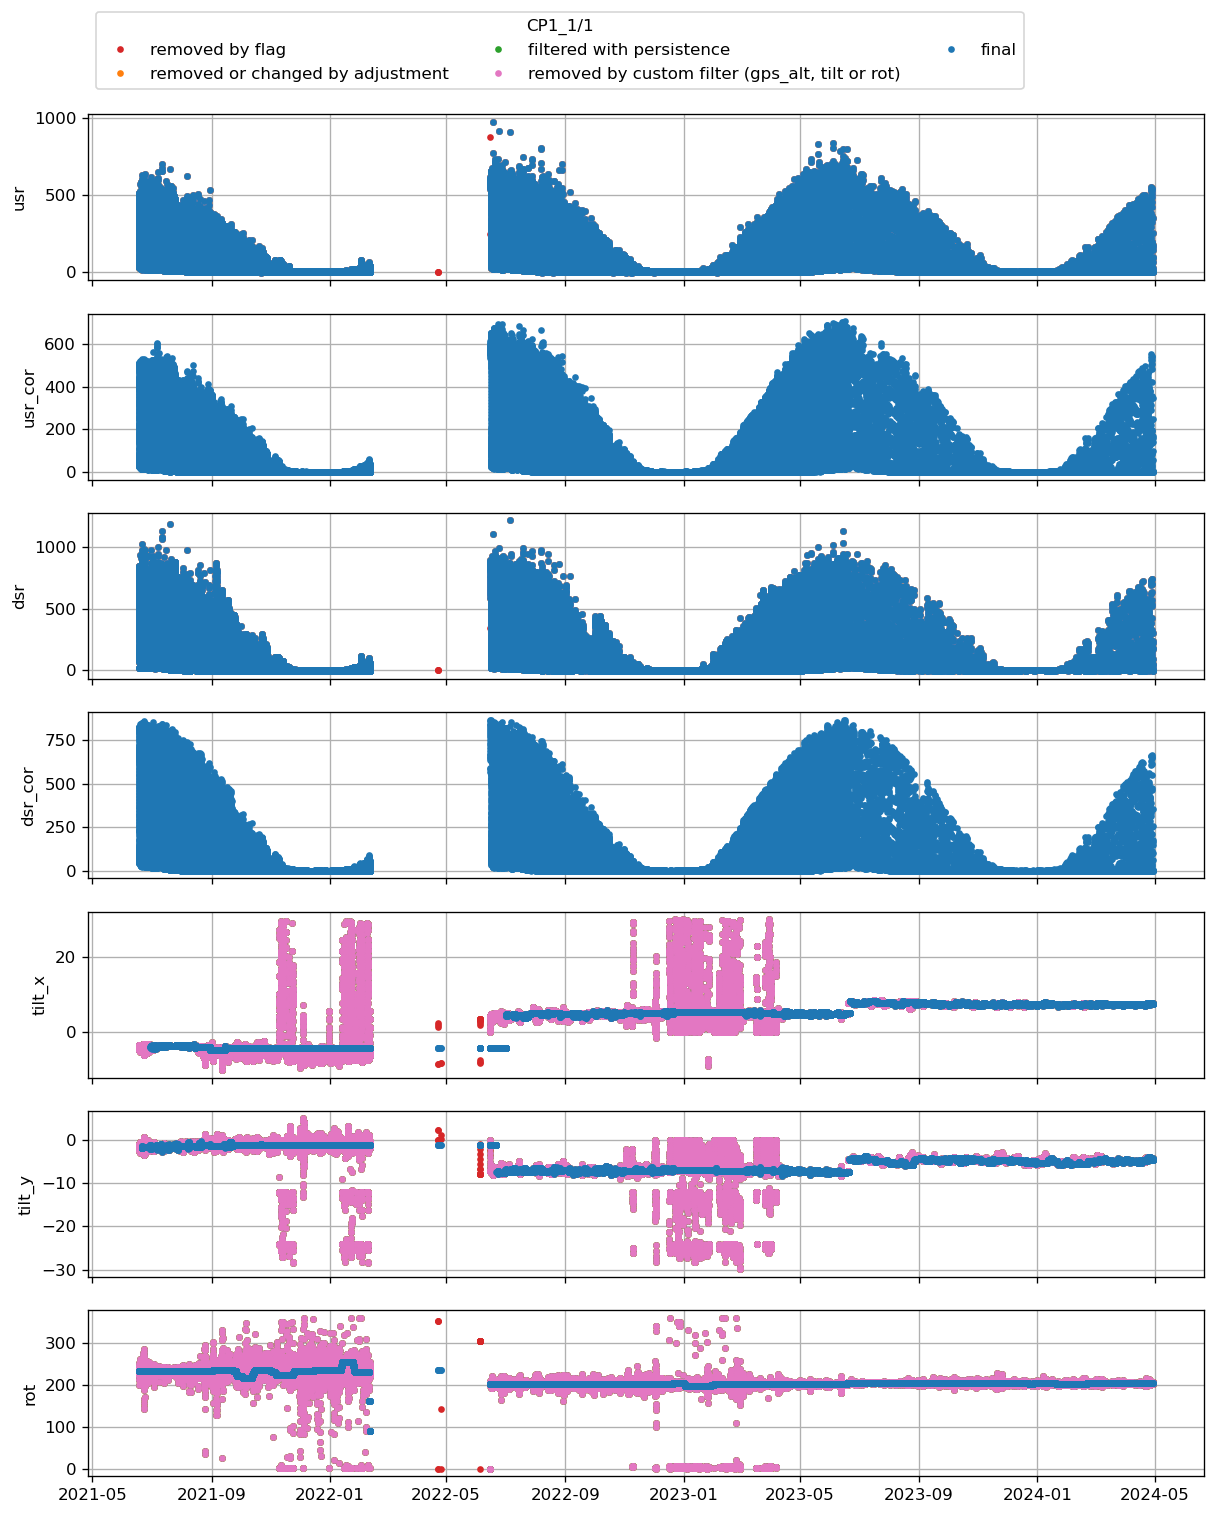 CP1_1/1
removed by flag
filtered with persistence
final
removed or changed by adjustment
removed by custom filter (gps_alt, tilt or rot)
1000
500
0
usr
600
400
200
0
usr_cor
1000
500
0
dsr
750
500
250
0
dsr_cor
20
0
tilt_x
0
−10
−20
−30
tilt_y
300
200
100
0
rot
2021-05
2021-09
2022-01
2022-05
2022-09
2023-01
2023-05
2023-09
2024-01
2024-05